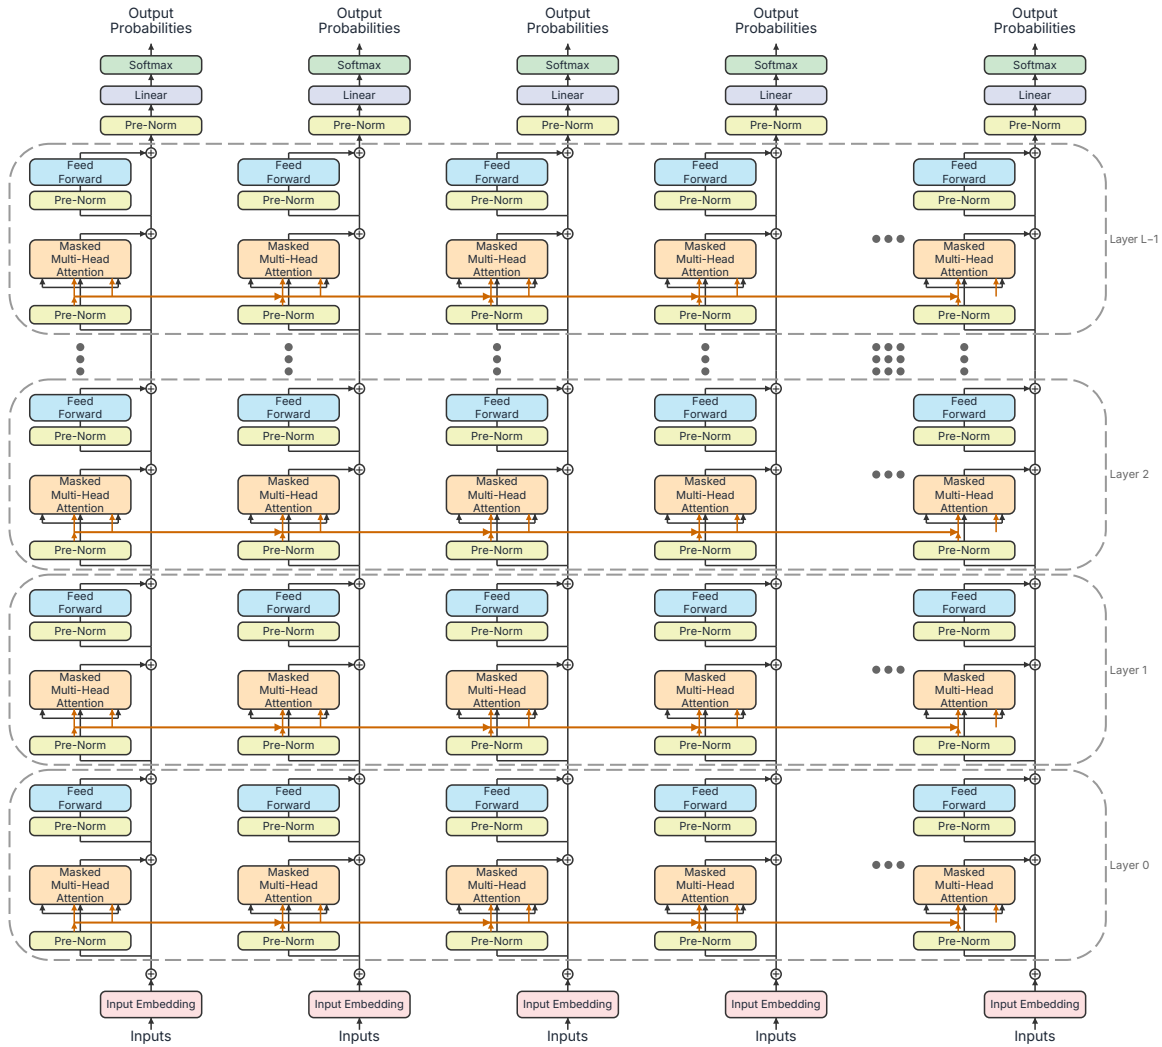 Output Output Output Output Output
Probabilities Probabilities Probabilities Probabilities Probabilities
Softmax Softmax Softmax Softmax Softmax
Linear Linear Linear Linear Linear
Pre-Norm Pre-Norm Pre-Norm Pre-Norm Pre-Norm
Feed Feed Feed Feed Feed
Forward Forward Forward Forward Forward
Pre-Norm Pre-Norm Pre-Norm Pre-Norm Pre-Norm
Layer L–1
Masked Masked Masked Masked Masked
Multi-Head Multi-Head Multi-Head Multi-Head Multi-Head
Attention Attention Attention Attention Attention
Pre-Norm Pre-Norm Pre-Norm Pre-Norm Pre-Norm
Feed Feed Feed Feed Feed
Forward Forward Forward Forward Forward
Pre-Norm Pre-Norm Pre-Norm Pre-Norm Pre-Norm
Layer 2
Masked Masked Masked Masked Masked
Multi-Head Multi-Head Multi-Head Multi-Head Multi-Head
Attention Attention Attention Attention Attention
Pre-Norm Pre-Norm Pre-Norm Pre-Norm Pre-Norm
Feed Feed Feed Feed Feed
Forward Forward Forward Forward Forward
Pre-Norm Pre-Norm Pre-Norm Pre-Norm Pre-Norm
Layer 1
Masked Masked Masked Masked Masked
Multi-Head Multi-Head Multi-Head Multi-Head Multi-Head
Attention Attention Attention Attention Attention
Pre-Norm Pre-Norm Pre-Norm Pre-Norm Pre-Norm
Feed Feed Feed Feed Feed
Forward Forward Forward Forward Forward
Pre-Norm Pre-Norm Pre-Norm Pre-Norm Pre-Norm
Layer 0
Masked Masked Masked Masked Masked
Multi-Head Multi-Head Multi-Head Multi-Head Multi-Head
Attention Attention Attention Attention Attention
Pre-Norm Pre-Norm Pre-Norm Pre-Norm Pre-Norm
Input Embedding Input Embedding Input Embedding Input Embedding Input Embedding
Inputs Inputs Inputs Inputs Inputs